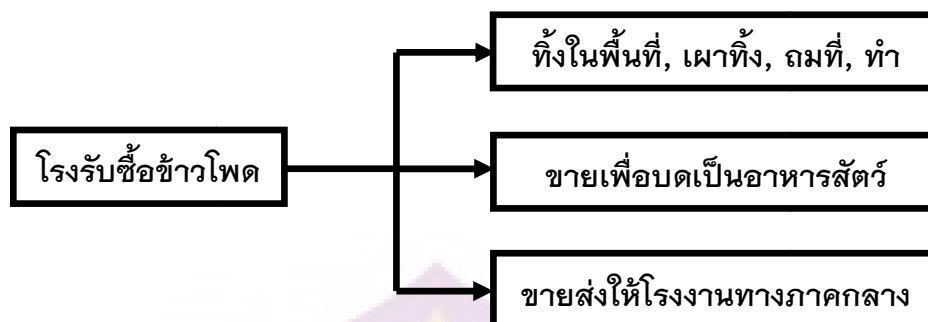 ทิ้งในพื้นที่, เผาทิ้ง, ถมที่, ทำ
โรงรับซื้อข้าวโพด
ขายเพื่อบดเป็นอาหารสัตว์
ขายส่งให้โรงงานทางภาคกลาง